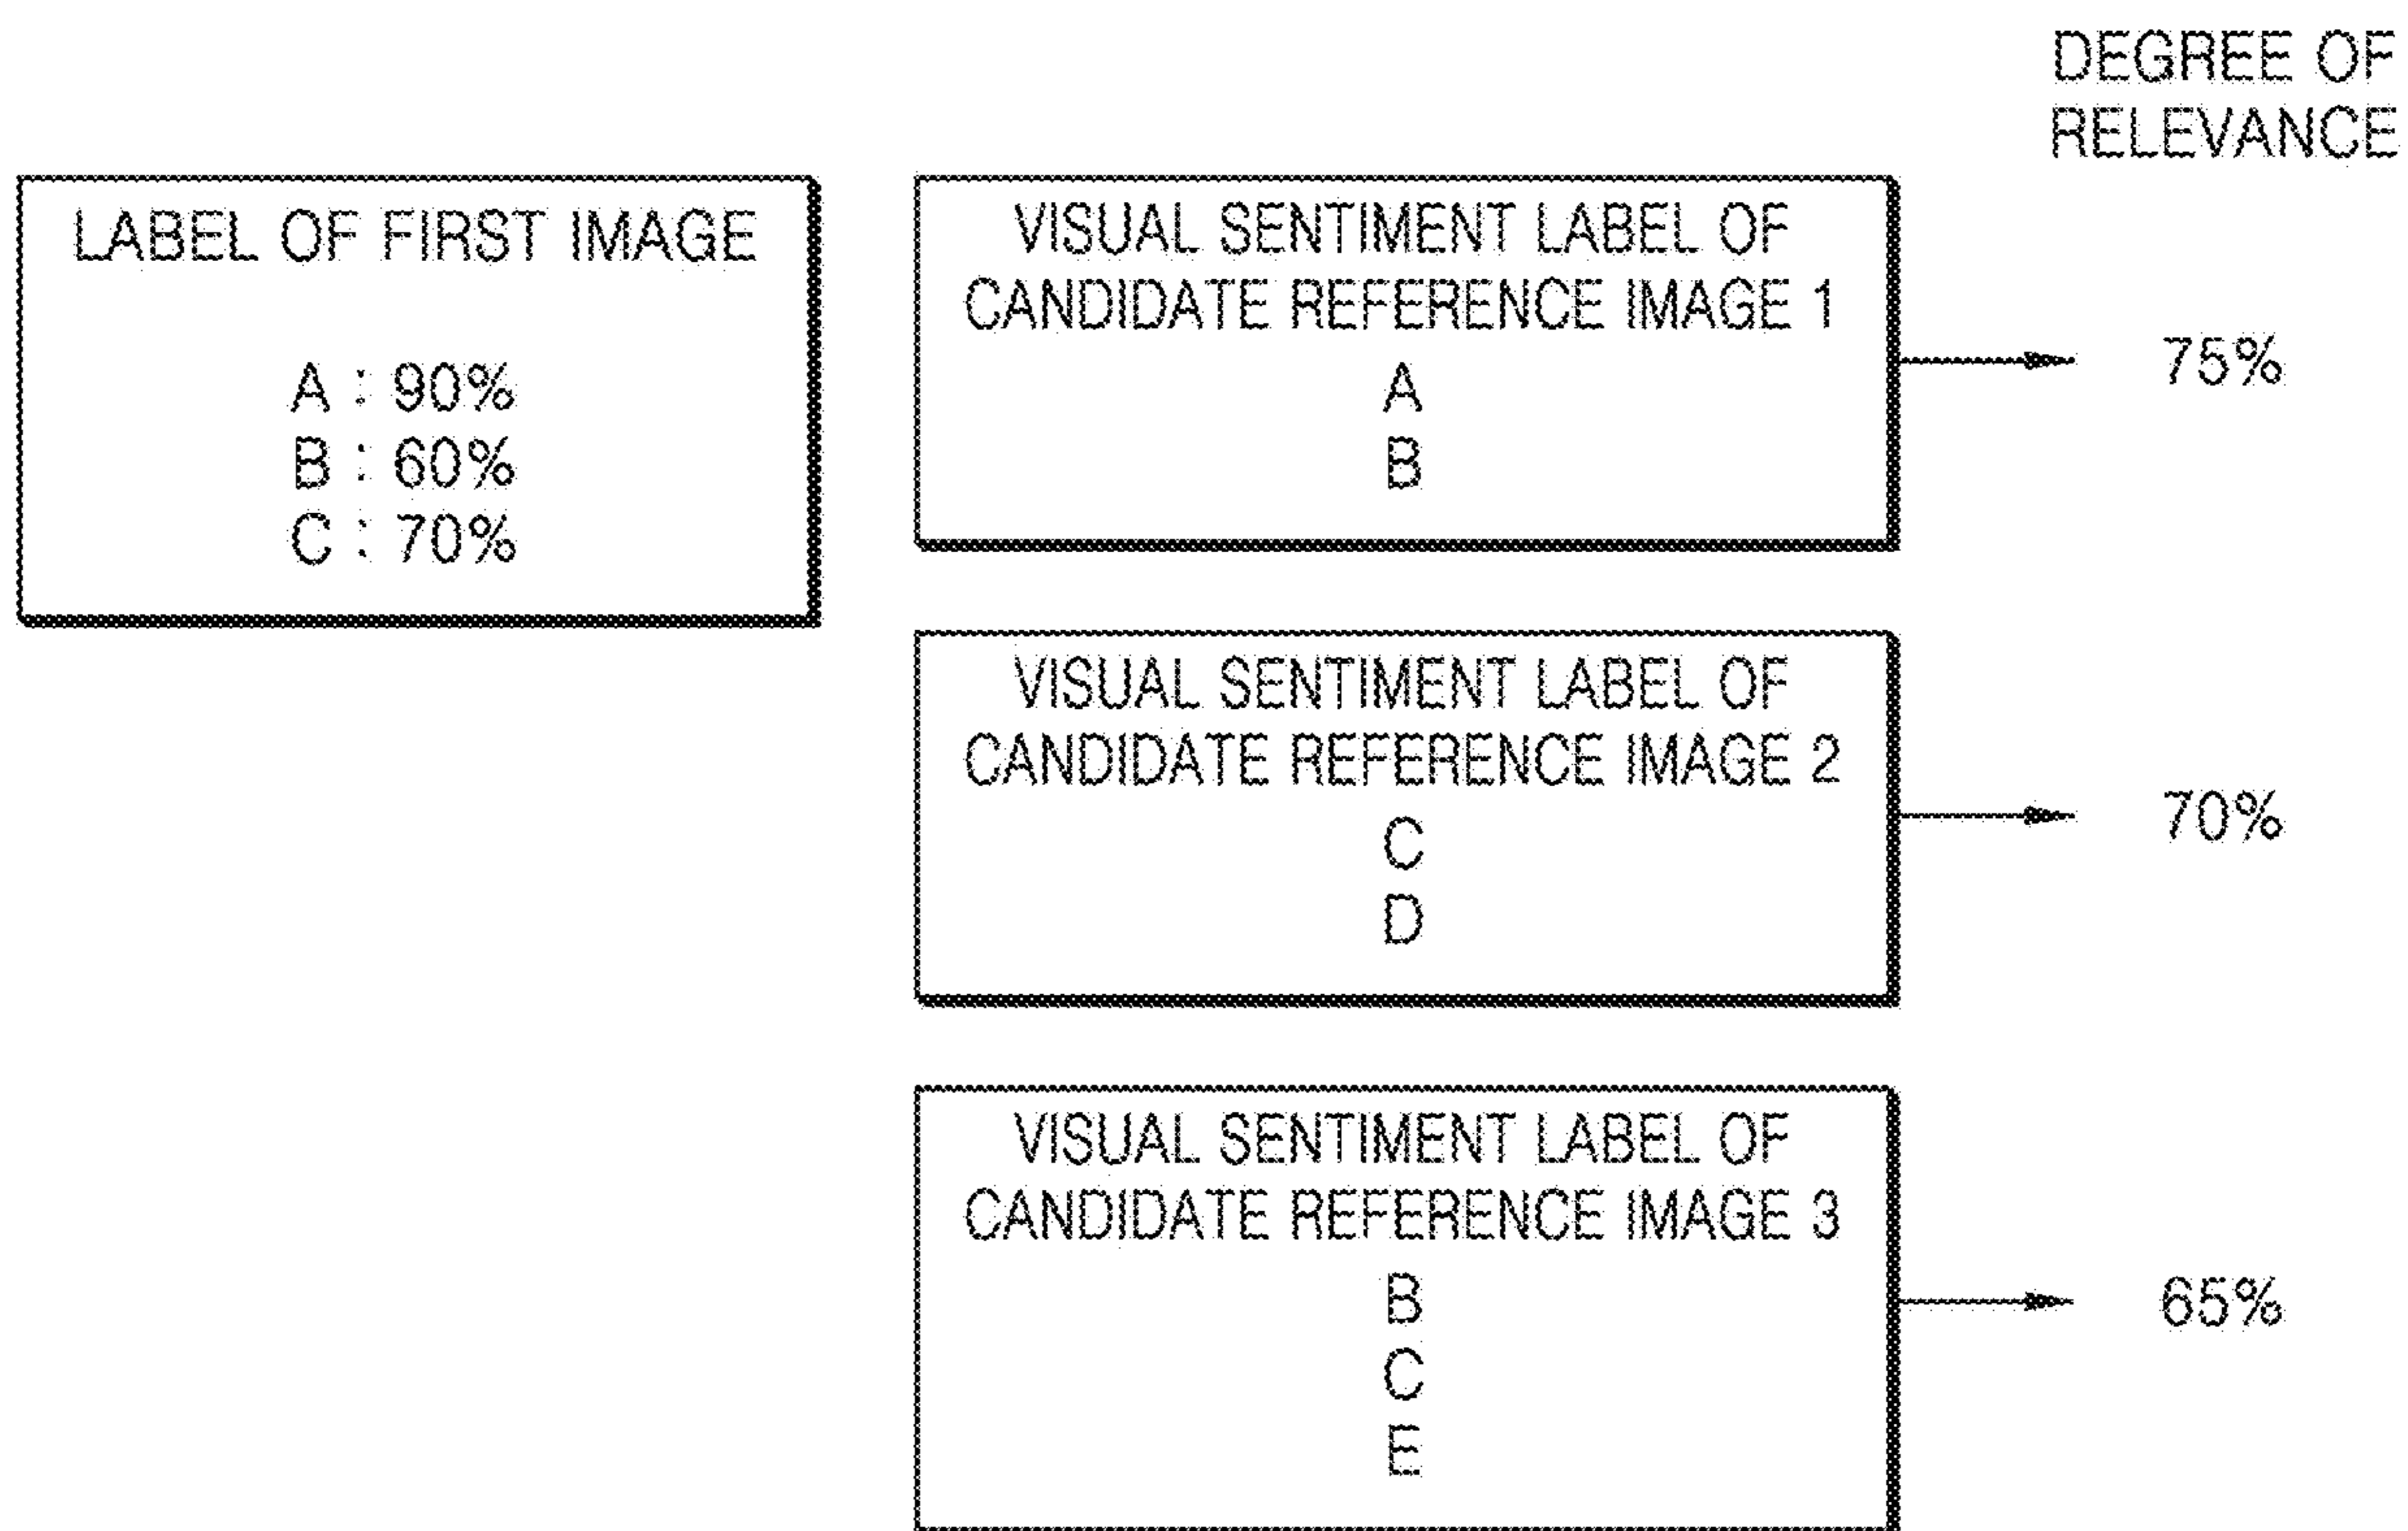 DEGREE OF
RELEVANCE
LABEL OF FIRST IMAGE
A : 90%
B : 60%
C : 70%
VISUAL SENTIMENT LABEL OF
CANDIDATE REFERENCE IMAGE 1
A
B
75%
VISUAL SENTIMENT LABEL OF
CANDIDATE REFERENCE IMAGE 2
C
D
70%
VISUAL SENTIMENT LABEL OF
CANDIDATE REFERENCE IMAGE 3
B
C
E
65%